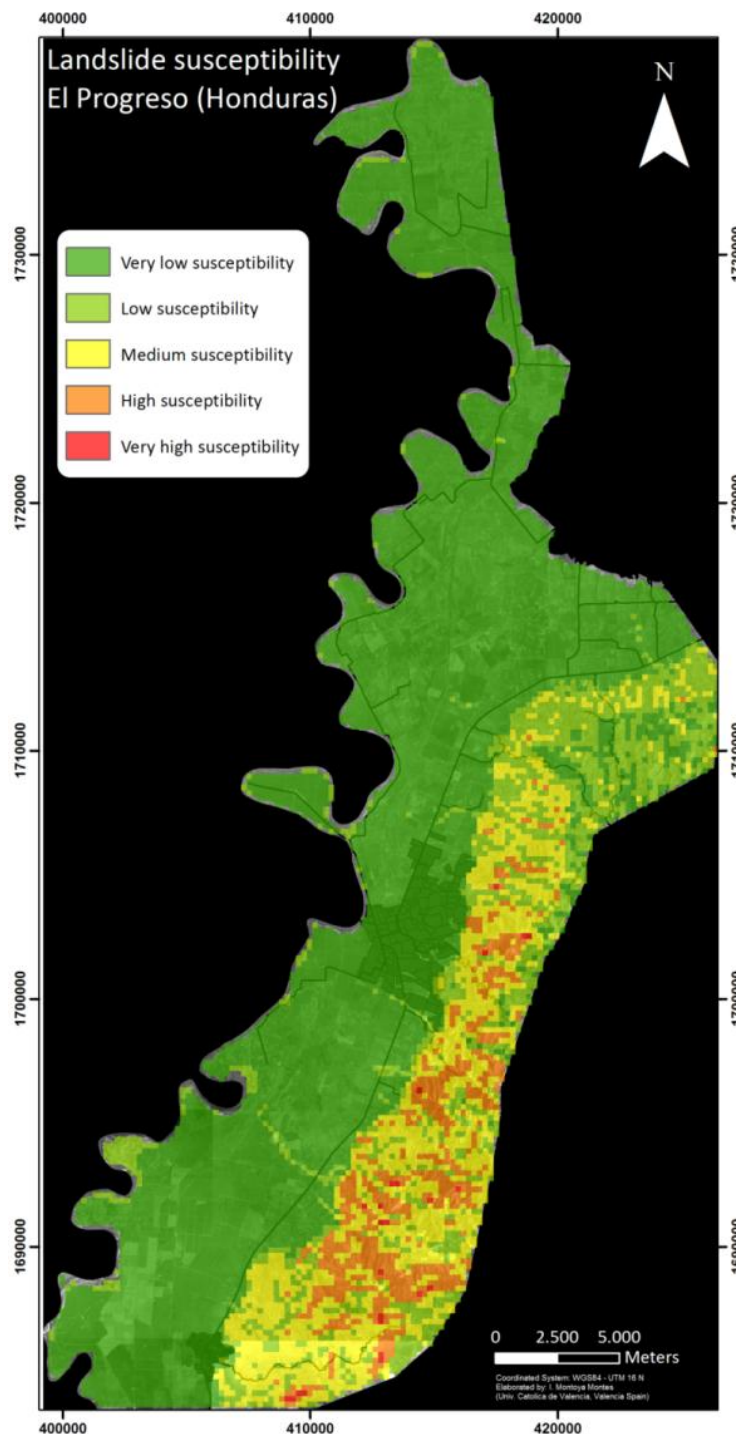 400000 410000 420000
Landslide susceptibility
El Progreso (Honduras)
N
Very low susceptibility
Low susceptibility
Medium susceptibility
High susceptibility
Very high susceptibility
1730000 1730000
1720000 1720000
1710000 1710000
1700000 1700000
1690000 1690000
0 2.500 5.000
Meters
Coordinated System: WGS84 - UTM 16 N
Elaborated by: I. Montoya Montes
(Univ. Catolica de Valencia, Valencia Spain)
400000 410000 420000